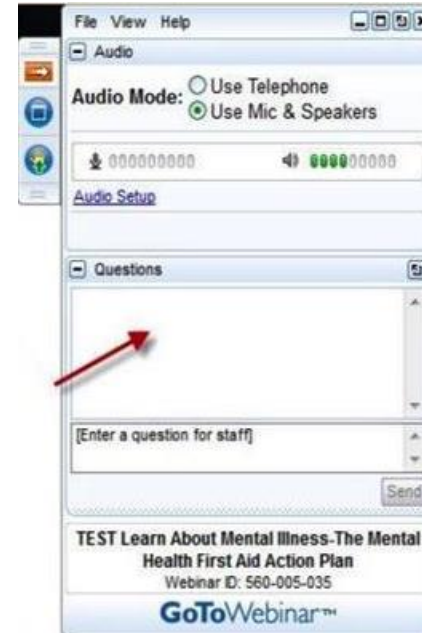 File View Help
Audio
Audio Mode: Use Telephone
Use Mic & Speakers
Audio Setup
Questions
[Enter a question for staff]
Send
TEST Learn About Mental Illness-The Mental
Health First Aid Action Plan
Webinar ID: 560-005-035
GoToWebinar™